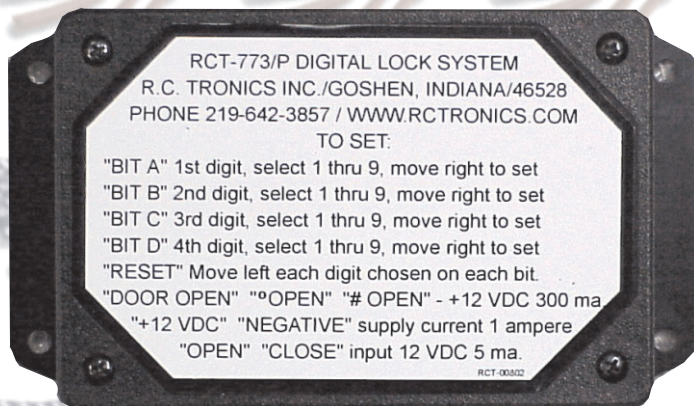 RCT-773/P DIGITAL LOCK SYSTEM
R.C. TRONICS INC./GOSHEN, INDIANA/46528
PHONE 219-642-3857 / WWW.RCTRONICS.COM
TO SET:
"BIT A" 1st digit, select 1 thru 9, move right to set
"BIT B" 2nd digit, select 1 thru 9, move right to set
"BIT C" 3rd digit, select 1 thru 9, move right to set
"BIT D" 4th digit, select 1 thru 9, move right to set
"RESET" Move left each digit chosen on each bit.
"DOOR OPEN" "ºOPEN" "# OPEN" - +12 VDC 300 ma.
"+12 VDC" "NEGATIVE" supply current 1 ampere
"OPEN" "CLOSE" input 12 VDC 5 ma.
RCT-00802